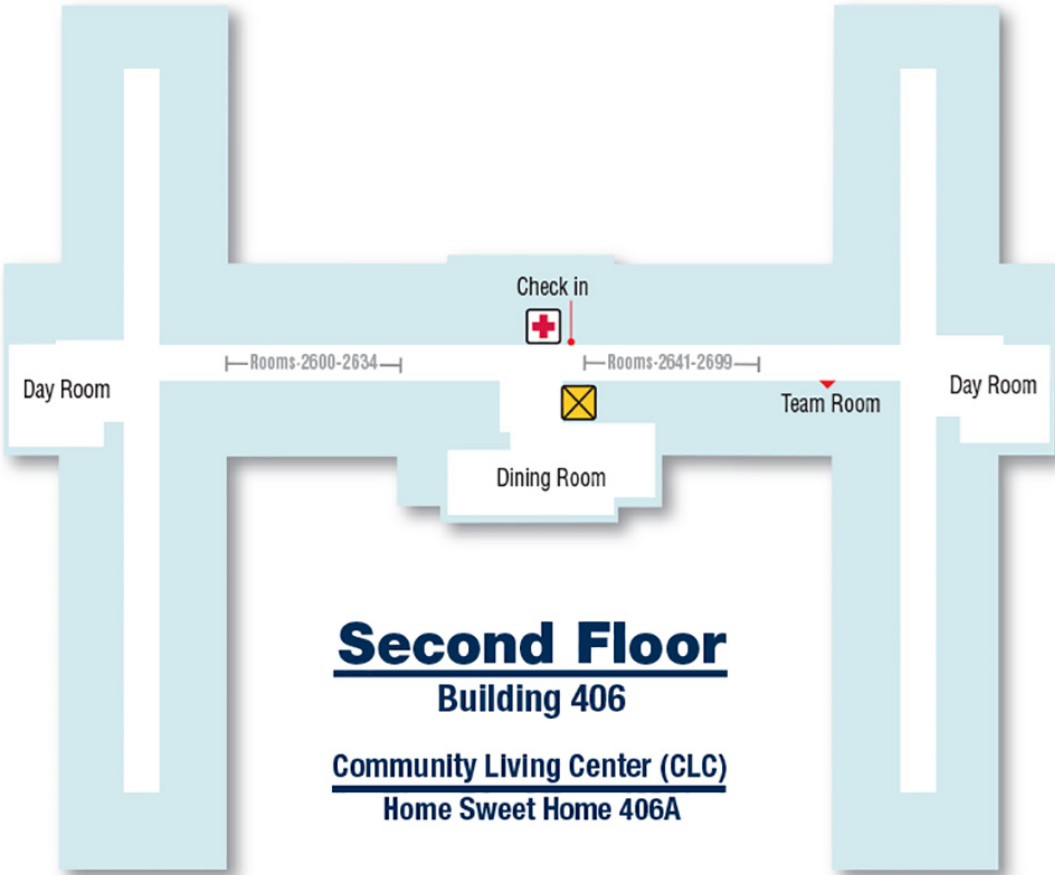 Check in
Rooms-2600-2634
Rooms-2641-2699
Day Room
Day Room
Team Room
Dining Room
Second Floor
Building 406
Community Living Center (CLC)
Home Sweet Home 406A